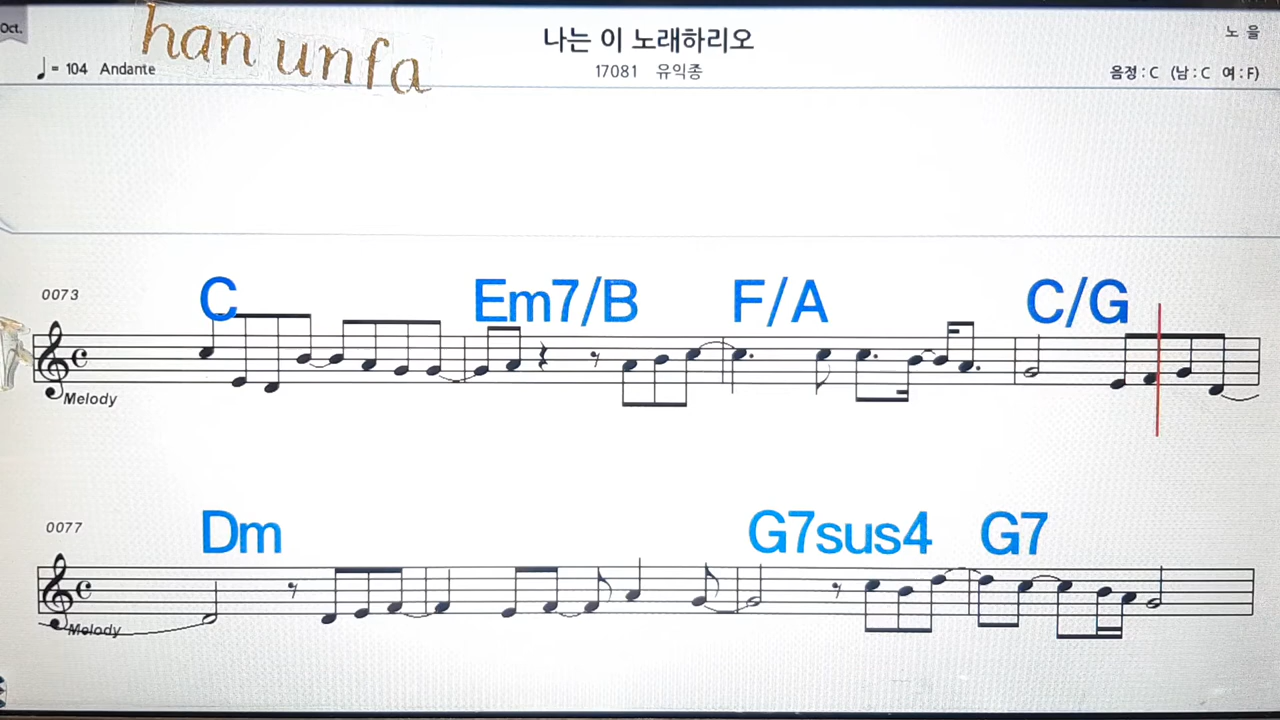 Oct.
han unfa
나는 이 노래하리오
노 을
♩= 104 Andante
17081 유익종
음정 : C (남 : C 여 : F)
0073
C Em7/B F/A C/G
Melody
0077
Dm G7sus4 G7
Melody